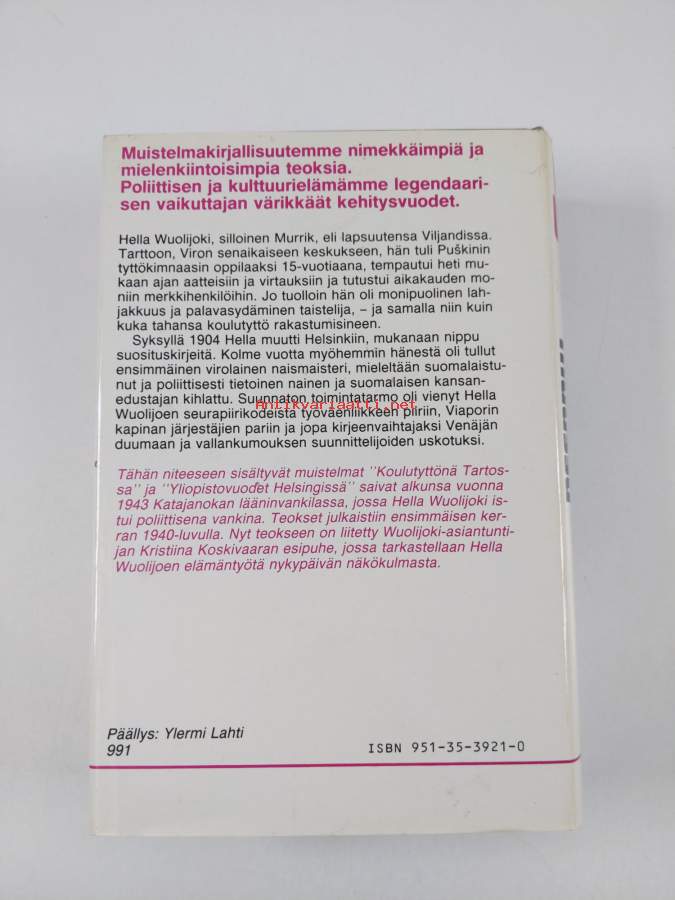 Muistelmakirjallisuutemme nimekkäimpiä ja
mielenkiintoisimpia teoksia.
Poliittisen ja kulttuurielämämme legendaari-
sen vaikuttajan värikkäät kehitysvuodet.
Hella Wuolijoki, silloinen Murrik, eli lapsuutensa Viljandissa.
Tarttoon, Viron senaikaiseen keskukseen, hän tuli Puškinin
tyttökimnaasin oppilaaksi 15-vuotiaana, tempautui heti mu-
kaan ajan aatteisiin ja virtauksiin ja tutustui aikakauden mo-
niin merkkihenkilöihin. Jo tuolloin hän oli monipuolinen lah-
jakkuus ja palavasydäminen taistelija, – ja samalla niin kuin
kuka tahansa koulutyttö rakastumisineen.
Syksyllä 1904 Hella muutti Helsinkiin, mukanaan nippu
suosituskirjeitä. Kolme vuotta myöhemmin hänestä oli tullut
ensimmäinen virolainen naismaisteri, mieleltään suomalaistu-
nut ja poliittisesti tietoinen nainen ja suomalaisen kansan-
edustajan kihlattu. Suunnaton toimintatarmo oli vienyt Hella
Antikvariaatti.net
Wuolijoen seurapiirikodeista työväenliikkeen piiriin, Viaporin
kapinan järjestäjien pariin ja jopa kirjeenvaihtajaksi Venäjän
duumaan ja vallankumouksen suunnittelijoiden uskotuksi.
Tähän niteeseen sisältyvät muistelmat "Koulutyttönä Tartos-
sa" ja "Yliopistovuodet Helsingissä" saivat alkunsa vuonna
1943 Katajanokan lääninvankilassa, jossa Hella Wuolijoki is-
tui poliittisena vankina. Teokset julkaistiin ensimmäisen ker-
ran 1940-luvulla. Nyt teokseen on liitetty Wuolijoki-asiantunti-
jan Kristiina Koskivaaran esipuhe, jossa tarkastellaan Hella
Wuolijoen elämäntyötä nykypäivän näkökulmasta.
Päällys: Ylermi Lahti
991
ISBN 951-35-3921-0